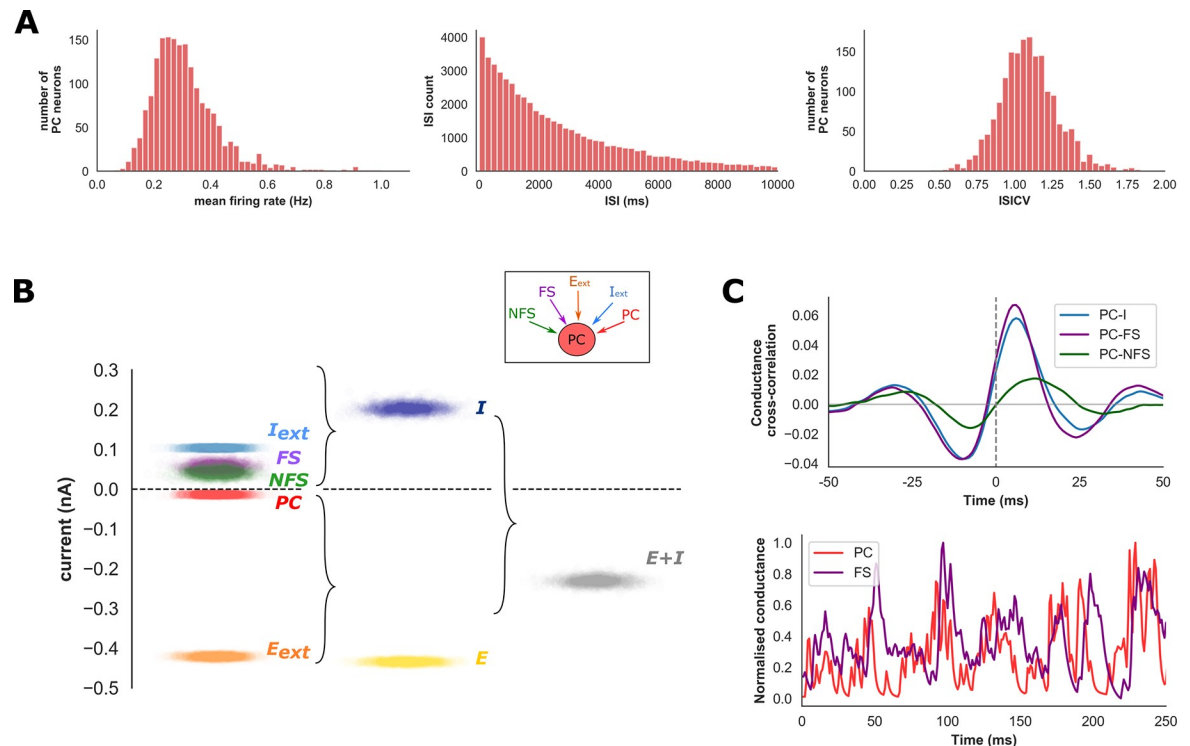 A
number of
PC neurons
150
100
50
0
0.0 0.2 0.4 0.6 0.8 1.0
mean firing rate (Hz)
ISI count
4000
3000
2000
1000
0
0 2000 4000 6000 8000 10000
ISI (ms)
number of
PC neurons
150
100
50
0
0.00 0.25 0.50 0.75 1.00 1.25 1.50 1.75 2.00
ISICV
B
Eext
FS Iext
NFS PC
PC
current (nA)
0.3
0.2
0.1
0.0
−0.1
−0.2
−0.3
−0.4
−0.5
Iext
FS
NFS
PC
Eext
I
E
E+I
C
Conductance
cross-correlation
0.06
0.04
0.02
0.00
−0.02
−0.04
PC-I
PC-FS
PC-NFS
-50 -25 0 25 50
Time (ms)
Normalised conductance
1.0
0.8
0.6
0.4
0.2
0.0
PC
FS
0 50 100 150 200 250
Time (ms)